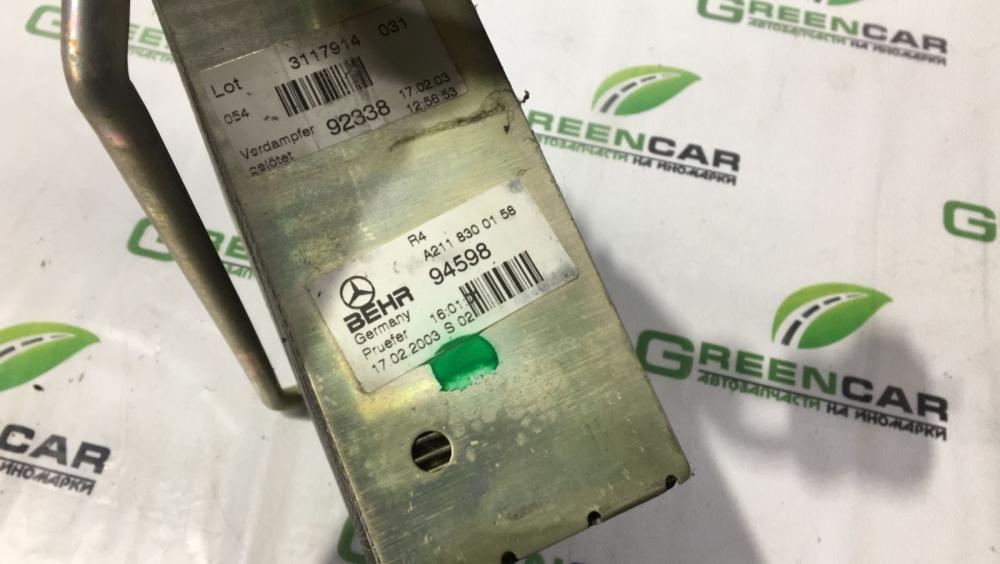 Lot 3117914 031
054
17.02.03
Verdampfer 92338 12:56:53
gelötet
R4
A211 830 01 58
94598
BEHR
Germany
Pruefer 16:01
17.02.2003 S 02
GREENCAR
АВТОЗАПЧАСТИ НА ИНОМАРКИ
GREENCAR
АВТОЗАПЧАСТИ НА ИНОМАРКИ
GREENCAR
АВТОЗАПЧАСТИ НА ИНОМАРКИ